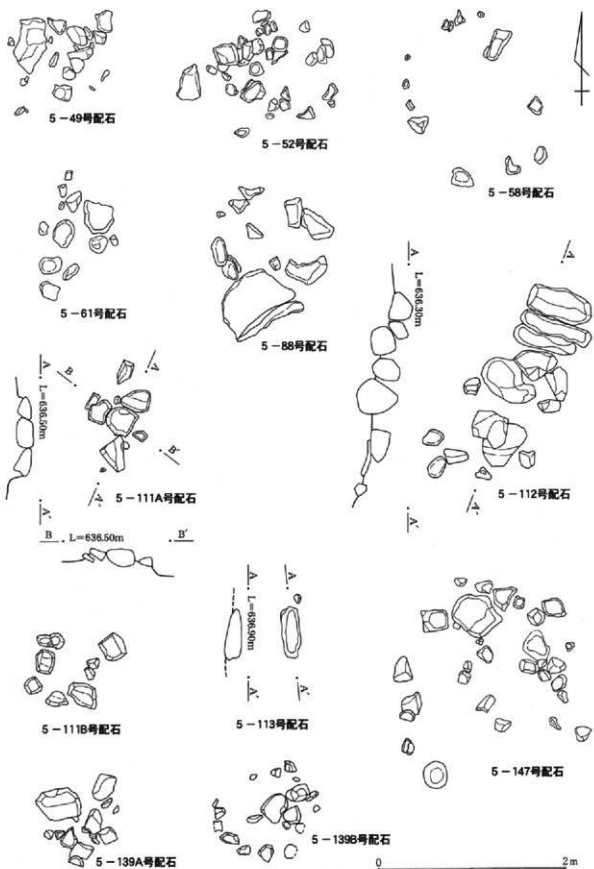 5-49号配石
5-52号配石
5-58号配石
5-61号配石
5-88号配石
A
L=636.30m
A'
A
A'
5-112号配石
A
L=636.50m
A'
B
A
B'
A'
5-111A号配石
B L=636.50m B'
A
L=636.90m
A'
A
A'
5-113号配石
5-111B号配石
5-147号配石
5-139A号配石
5-139B号配石
0 2m